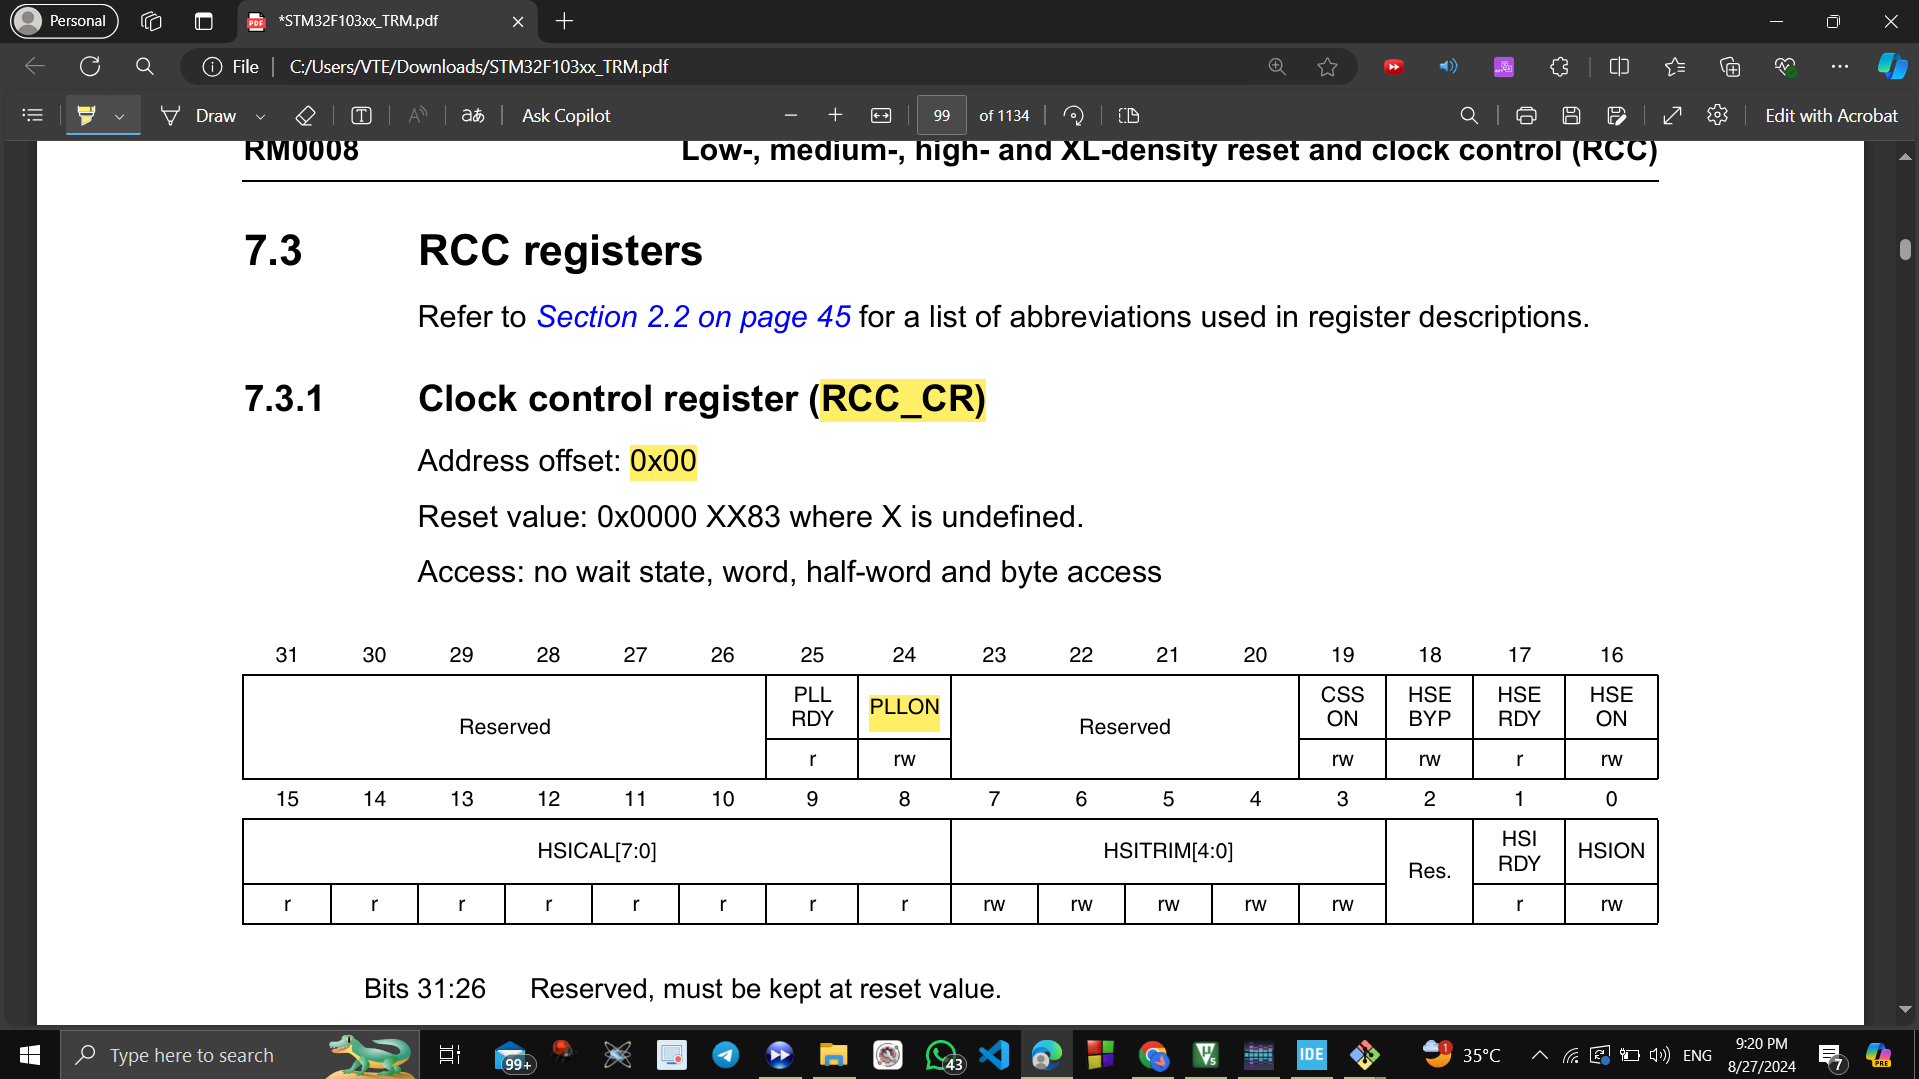 Personal
*STM32F103xx_TRM.pdf
File
C:/Users/VTE/Downloads/STM32F103xx_TRM.pdf
Draw
aあ
Ask Copilot
99
of 1134
Edit with Acrobat
RM0008
Low-, medium-, high- and XL-density reset and clock control (RCC)
7.3 RCC registers
Refer to Section 2.2 on page 45 for a list of abbreviations used in register descriptions.
7.3.1 Clock control register (RCC_CR)
Address offset: 0x00
Reset value: 0x0000 XX83 where X is undefined.
Access: no wait state, word, half-word and byte access
31 30 29 28 27 26 25 24 23 22 21 20 19 18 17 16
Reserved PLL RDY PLLON Reserved CSS ON HSE BYP HSE RDY HSE ON
r rw rw rw r rw
15 14 13 12 11 10 9 8 7 6 5 4 3 2 1 0
HSICAL[7:0] HSITRIM[4:0] Res. HSI RDY HSION
r r r r r r r r rw rw rw rw rw r rw
Bits 31:26 Reserved, must be kept at reset value.
Type here to search
99+
43
IDE
1
35°C
ENG
9:20 PM
8/27/2024
7
PRE